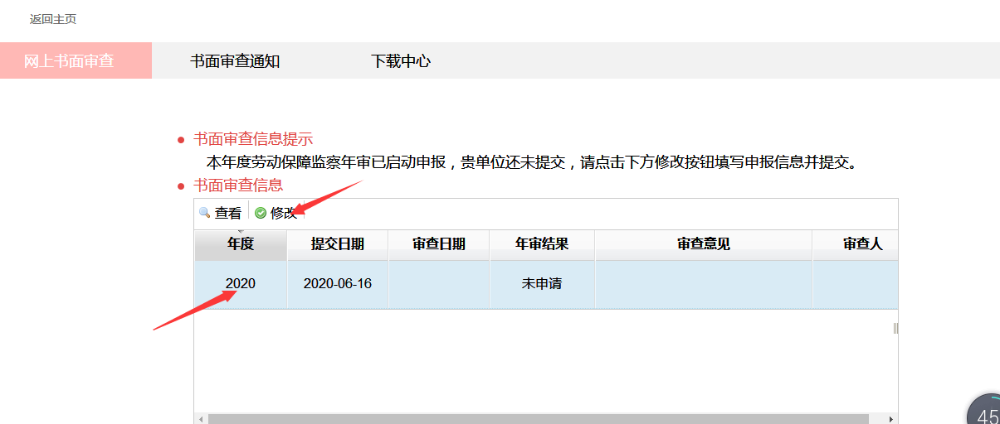 返回主页
网上书面审查 书面审查通知 下载中心
书面审查信息提示
本年度劳动保障监察年审已启动申报，贵单位还未提交，请点击下方修改按钮填写申报信息并提交。
书面审查信息
查看 修改
年度 提交日期 审查日期 年审结果 审查意见 审查人
2020 2020-06-16 未申请
45